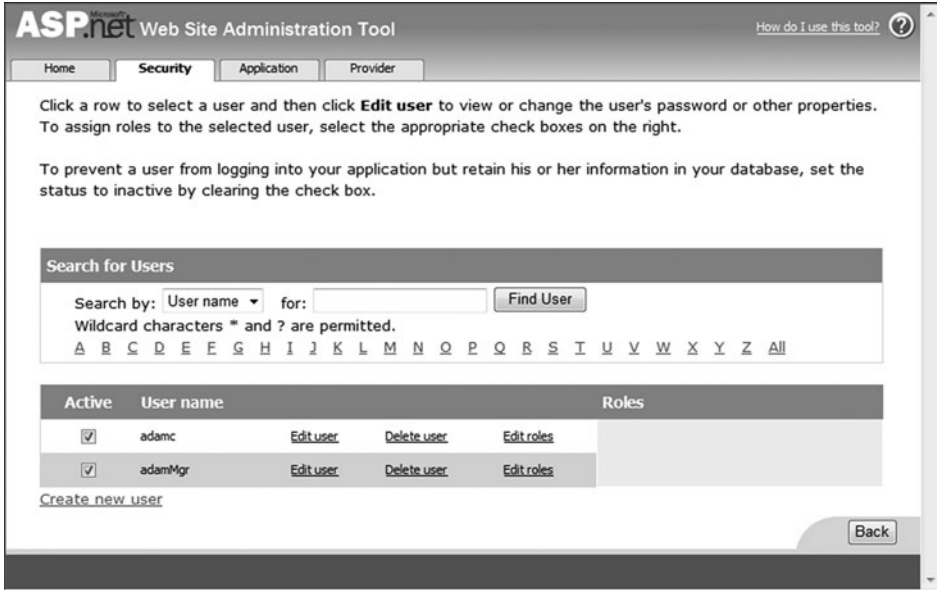 Microsoft
ASP.net Web Site Administration Tool
How do I use this tool? ?
Home Security Application Provider
Click a row to select a user and then click Edit user to view or change the user's password or other properties.
To assign roles to the selected user, select the appropriate check boxes on the right.
To prevent a user from logging into your application but retain his or her information in your database, set the
status to inactive by clearing the check box.
Search for Users
Search by: User name for: Find User
Wildcard characters * and ? are permitted.
A B C D E F G H I J K L M N O P Q R S T U V W X Y Z All
Active User name Roles
adamc Edit user Delete user Edit roles
adamMgr Edit user Delete user Edit roles
Create new user
Back